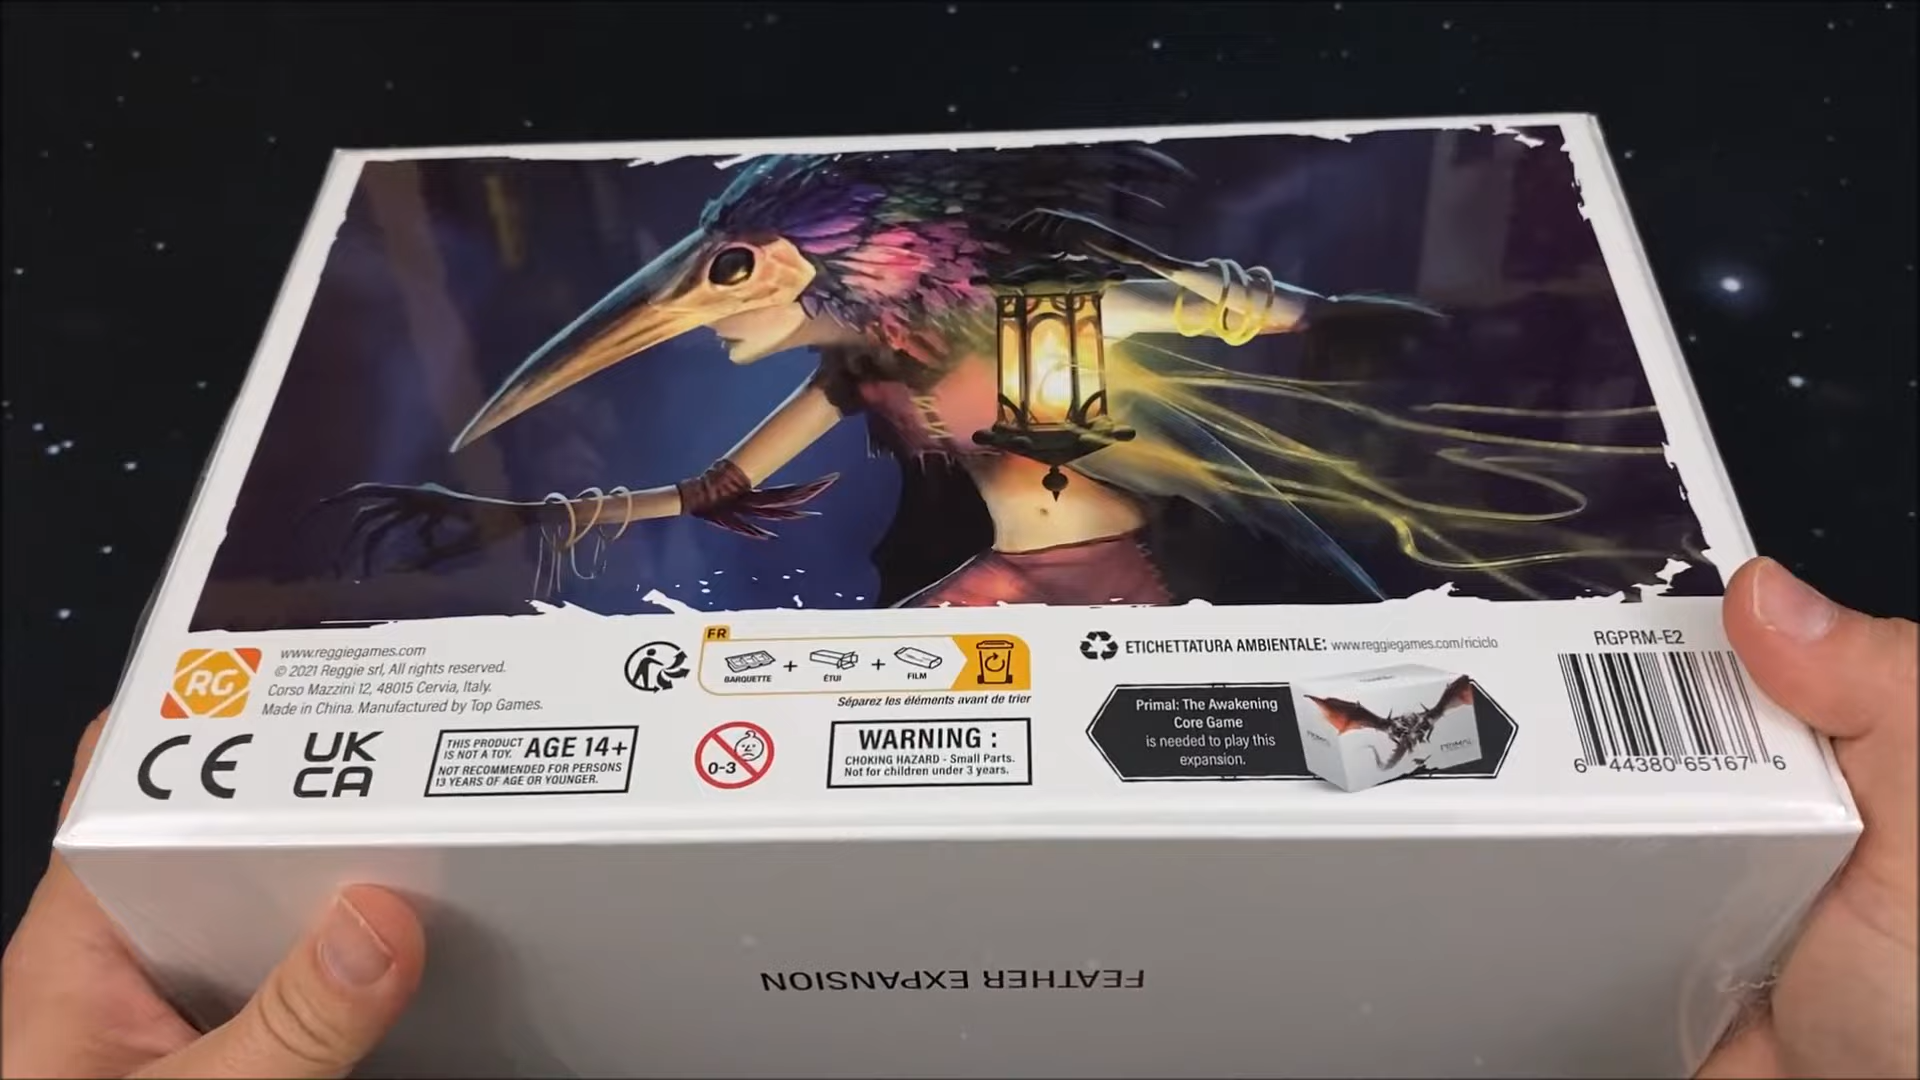 RG
www.reggiegames.com
© 2021 Reggie srl, All rights reserved.
Corso Mazzini 12, 48015 Cervia, Italy.
Made in China. Manufactured by Top Games.
CE
UK
CA
THIS PRODUCT
IS NOT A TOY.
AGE 14+
NOT RECOMMENDED FOR PERSONS
13 YEARS OF AGE OR YOUNGER.
FR
BARQUETTE + ÉTUI + FILM
Séparez les éléments avant de trier
0-3
WARNING :
CHOKING HAZARD - Small Parts.
Not for children under 3 years.
ETICHETTATURA AMBIENTALE: www.reggiegames.com/riciclo
Primal: The Awakening
Core Game
is needed to play this
expansion.
PRIMAL
RGPRM-E2
6 44380 65167 6
FEATHER EXPANSION